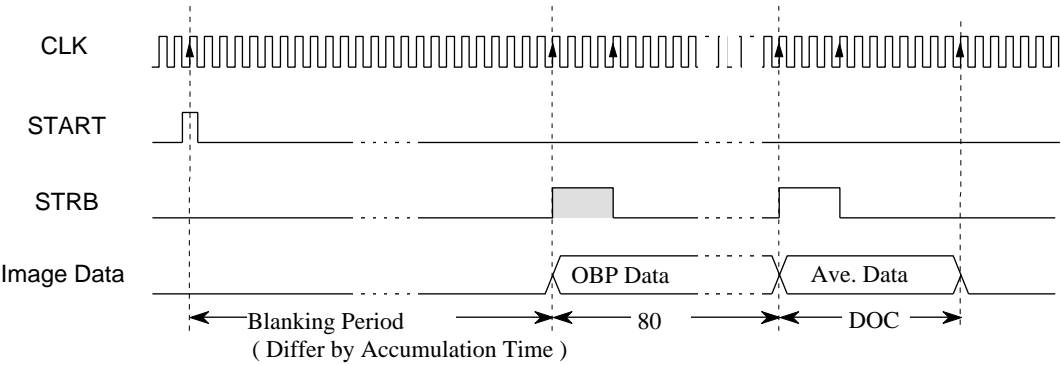 CLK
START
STRB
Image Data
OBP Data
Ave. Data
Blanking Period
80
DOC
( Differ by Accumulation Time )